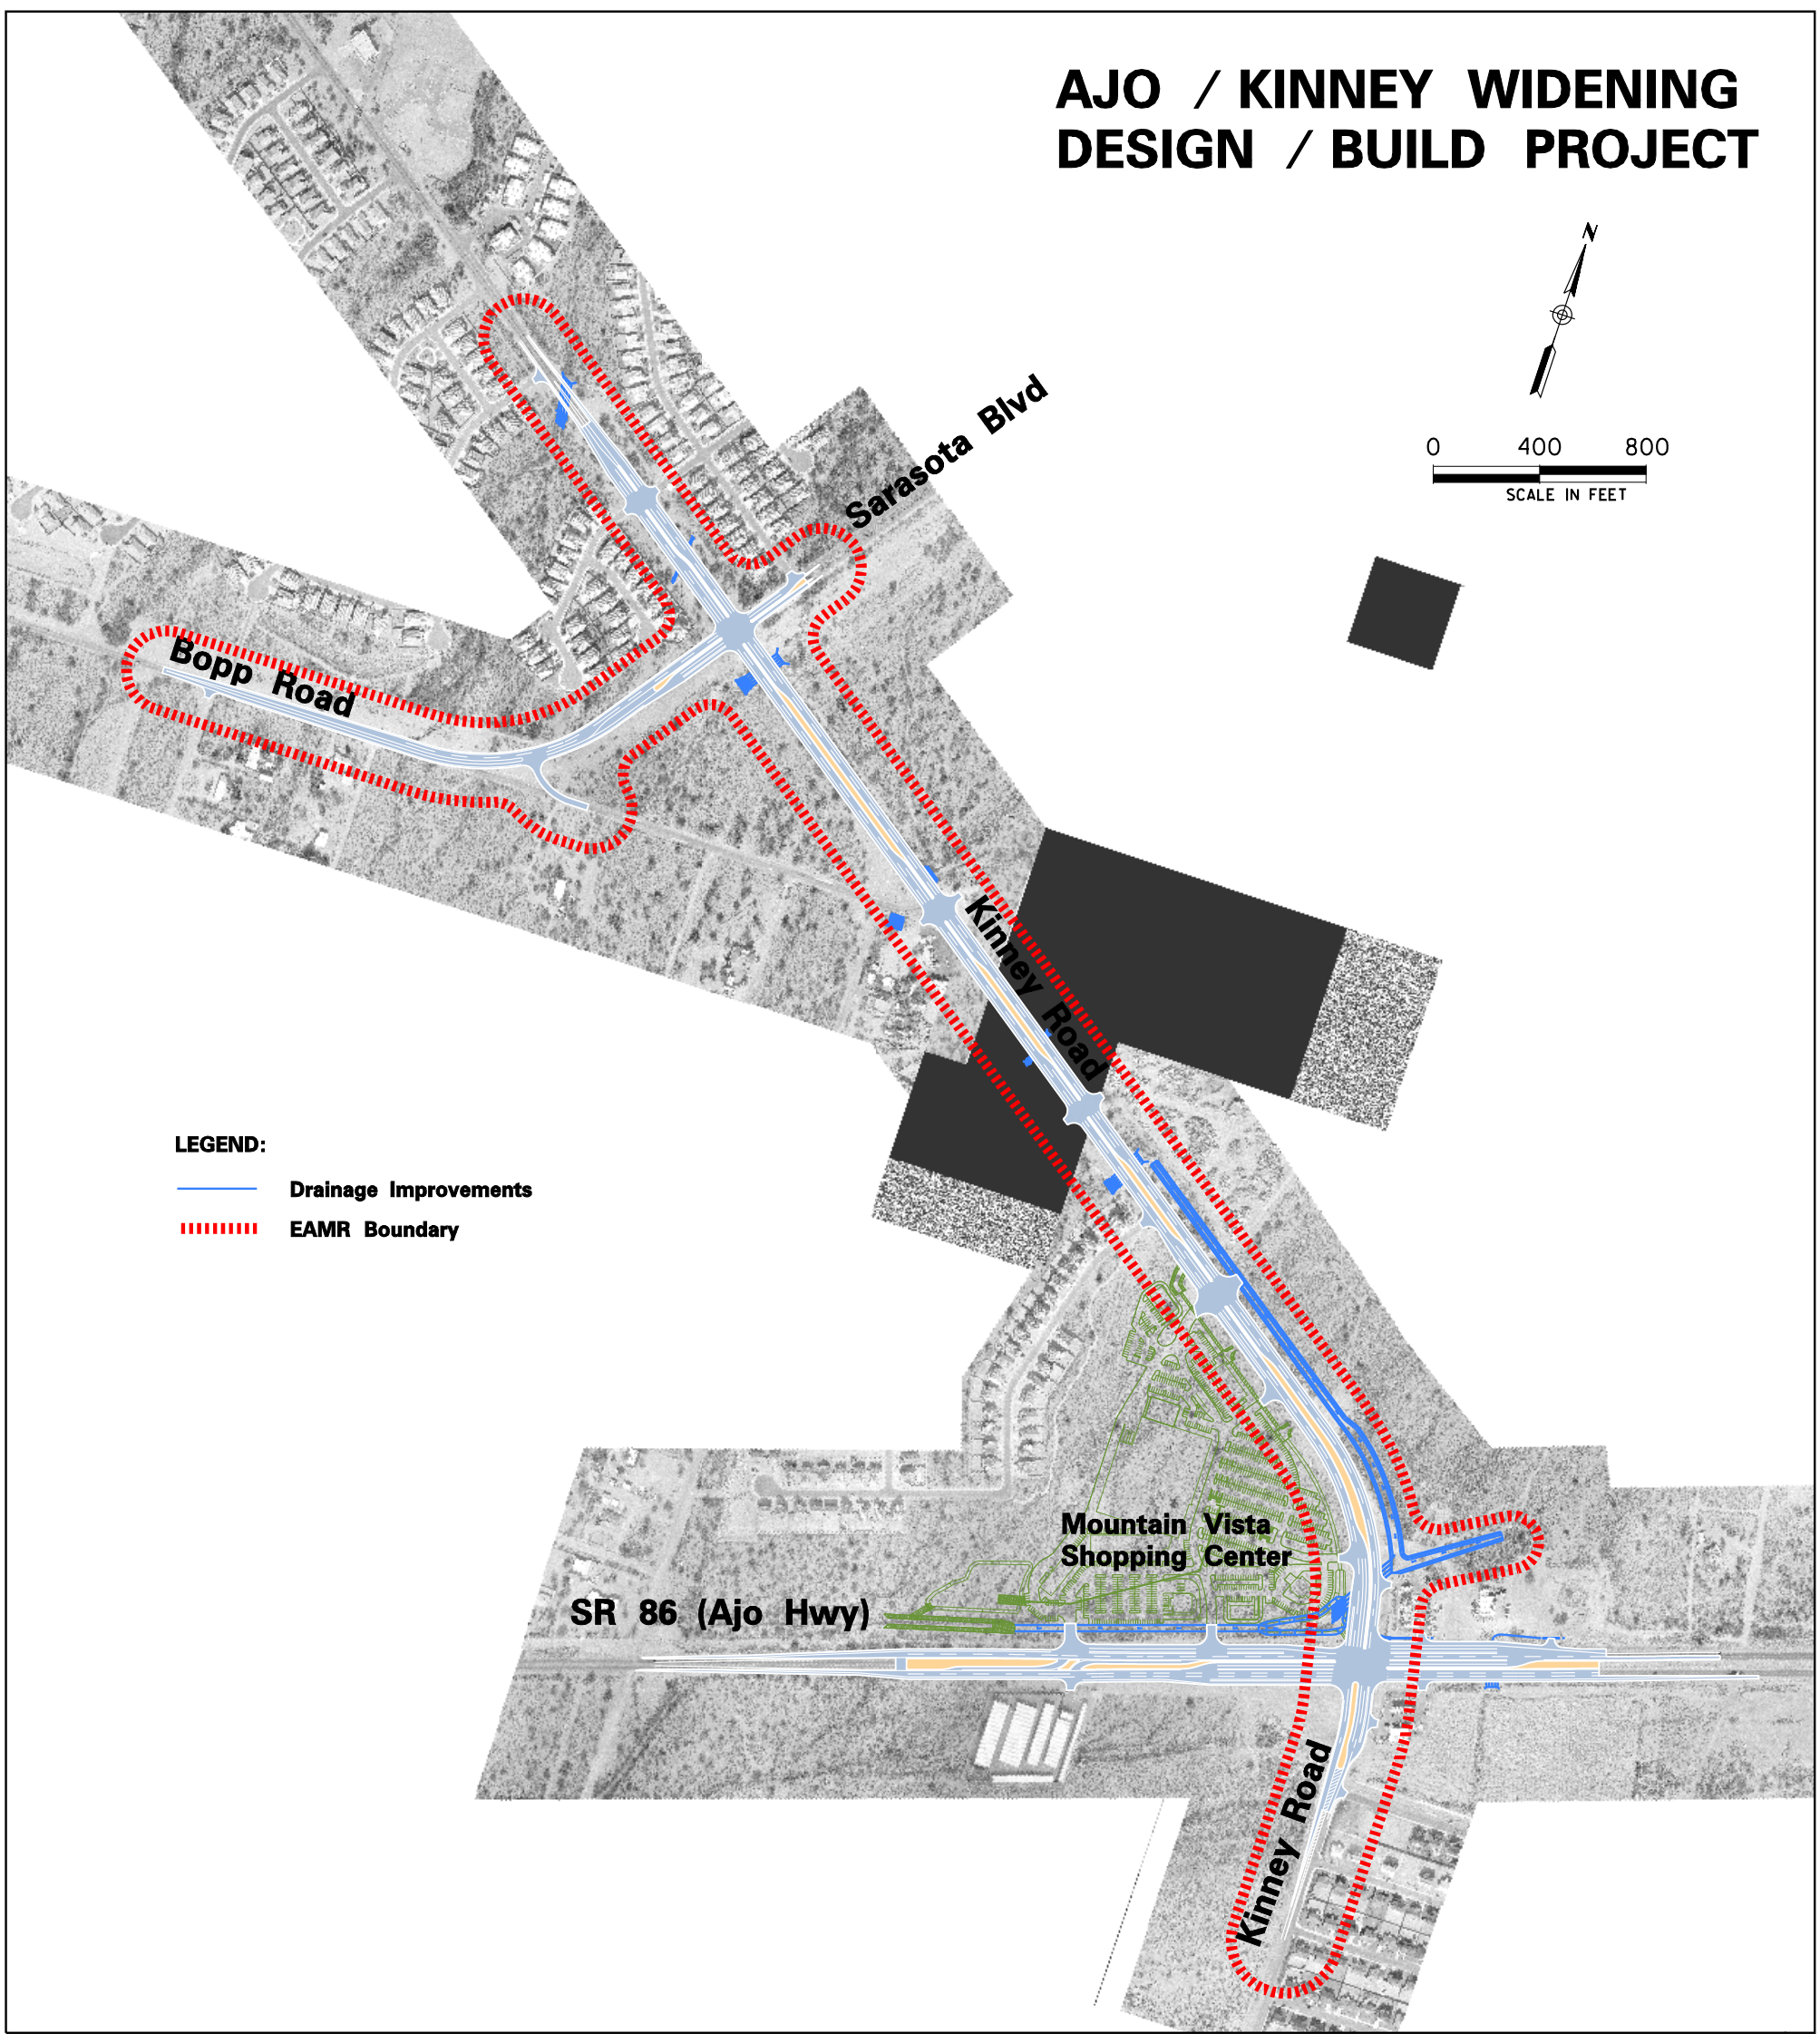 AJO / KINNEY WIDENING
DESIGN / BUILD PROJECT
N
0 400 800
SCALE IN FEET
Sarasota Blvd
Bopp Road
Kinney Road
LEGEND:
Drainage Improvements
EAMR Boundary
Mountain Vista
Shopping Center
SR 86 (Ajo Hwy)
Kinney Road